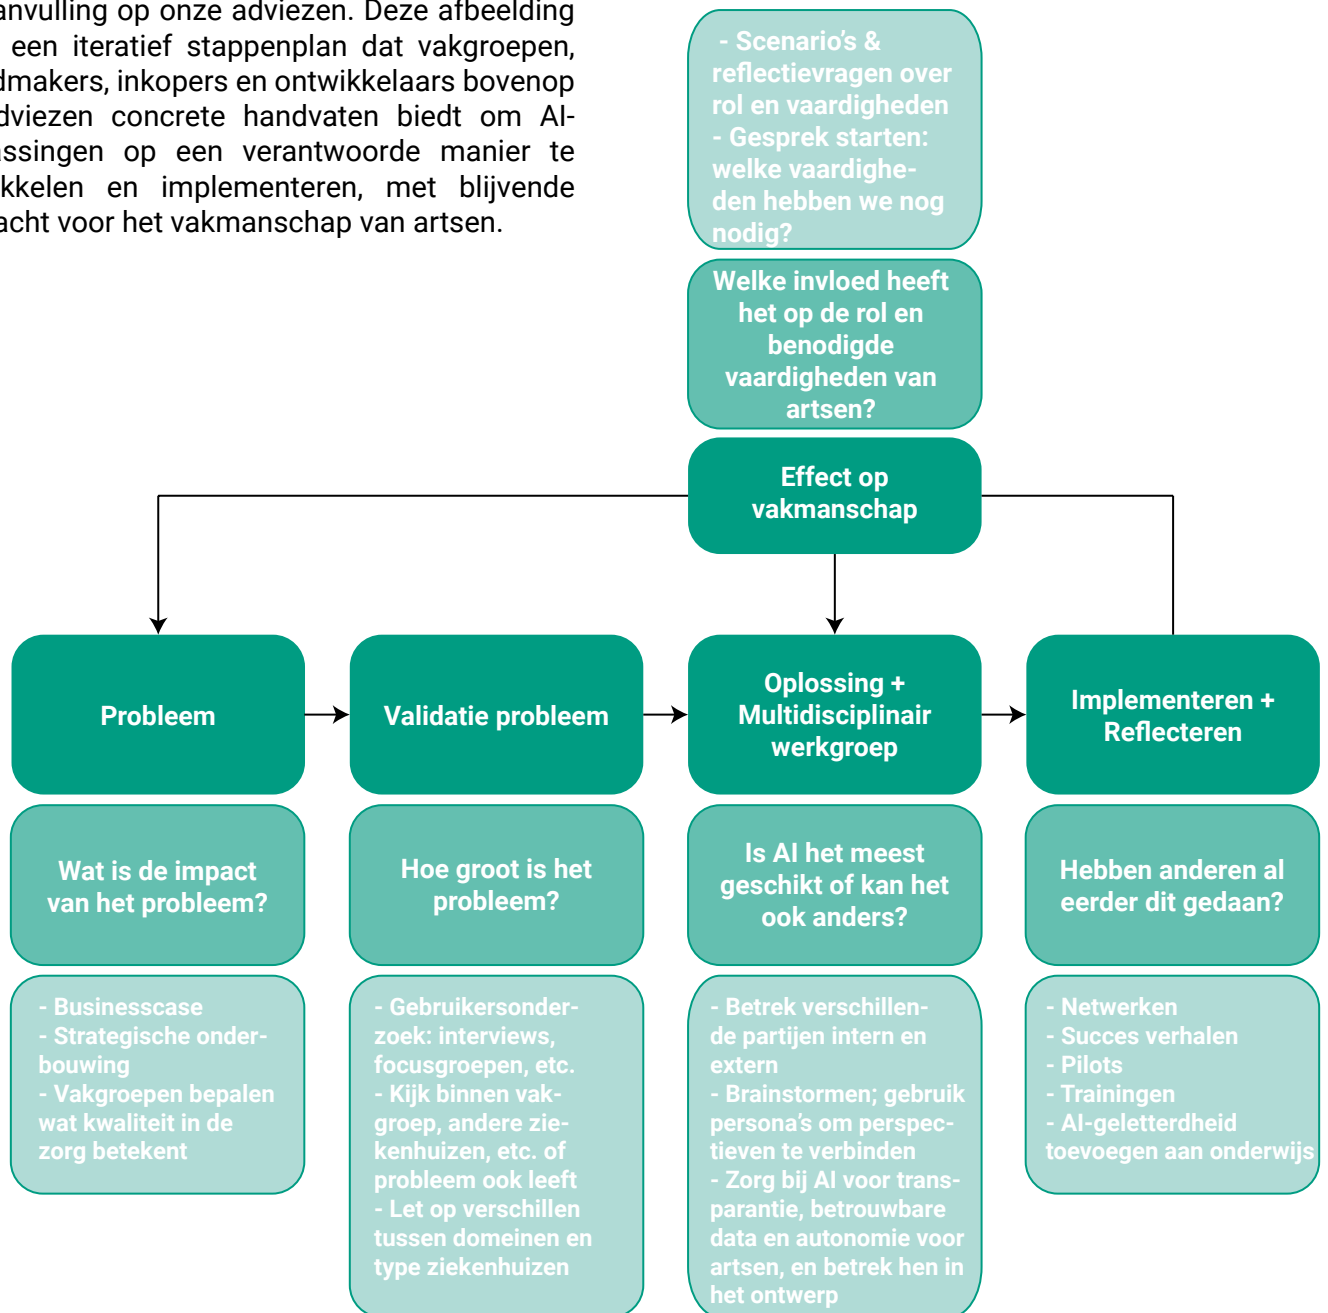 anvulling op onze adviezen. Deze afbeelding
een iteratief stappenplan dat vakgroepen,
dmakers, inkopers en ontwikkelaars bovenop
dviezen concrete handvaten biedt om AI-
assingen op een verantwoorde manier te
ikkelen en implementeren, met blijvende
acht voor het vakmanschap van artsen.
- Scenario's &
reflectievragen over
rol en vaardigheden
- Gesprek starten:
welke vaardighe-
den hebben we nog
nodig?
Welke invloed heeft
het op de rol en
benodigde
vaardigheden van
artsen?
Effect op
vakmanschap
Probleem
Wat is de impact
van het probleem?
- Businesscase
- Strategische onder-
bouwing
- Vakgroepen bepalen
wat kwaliteit in de
zorg betekent
Validatie probleem
Hoe groot is het
probleem?
- Gebruikersonder-
zoek: interviews,
focusgroepen, etc.
- Kijk binnen vak-
groep, andere zie-
kenhuizen, etc. of
probleem ook leeft
- Let op verschillen
tussen domeinen en
type ziekenhuizen
Oplossing +
Multidisciplinair
werkgroep
Is AI het meest
geschikt of kan het
ook anders?
- Betrek verschillen-
de partijen intern en
extern
- Brainstormen; gebruik
persona's om perspec-
tieven te verbinden
- Zorg bij AI voor trans-
parantie, betrouwbare
data en autonomie voor
artsen, en betrek hen in
het ontwerp
Implementeren +
Reflecteren
Hebben anderen al
eerder dit gedaan?
- Netwerken
- Succes verhalen
- Pilots
- Trainingen
- AI-geletterdheid
toevoegen aan onderwijs